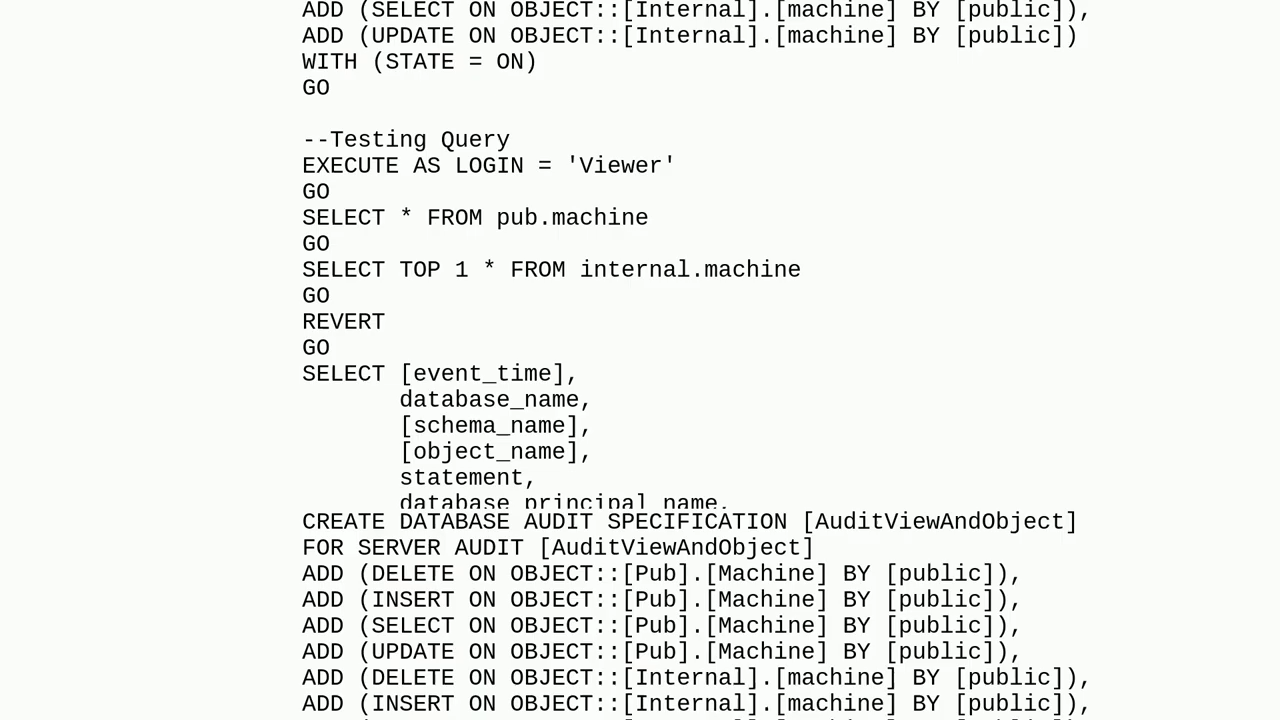 ADD (SELECT ON OBJECT::[Internal].[machine] BY [public]),
ADD (UPDATE ON OBJECT::[Internal].[machine] BY [public])
WITH (STATE = ON)
GO
--Testing Query
EXECUTE AS LOGIN = 'Viewer'
GO
SELECT * FROM pub.machine
GO
SELECT TOP 1 * FROM internal.machine
GO
REVERT
GO
SELECT [event_time],
database_name,
[schema_name],
[object_name],
statement,
database_principal_name,
CREATE DATABASE AUDIT SPECIFICATION [AuditViewAndObject]
FOR SERVER AUDIT [AuditViewAndObject]
ADD (DELETE ON OBJECT::[Pub].[Machine] BY [public]),
ADD (INSERT ON OBJECT::[Pub].[Machine] BY [public]),
ADD (SELECT ON OBJECT::[Pub].[Machine] BY [public]),
ADD (UPDATE ON OBJECT::[Pub].[Machine] BY [public]),
ADD (DELETE ON OBJECT::[Internal].[machine] BY [public]),
ADD (INSERT ON OBJECT::[Internal].[machine] BY [public]),